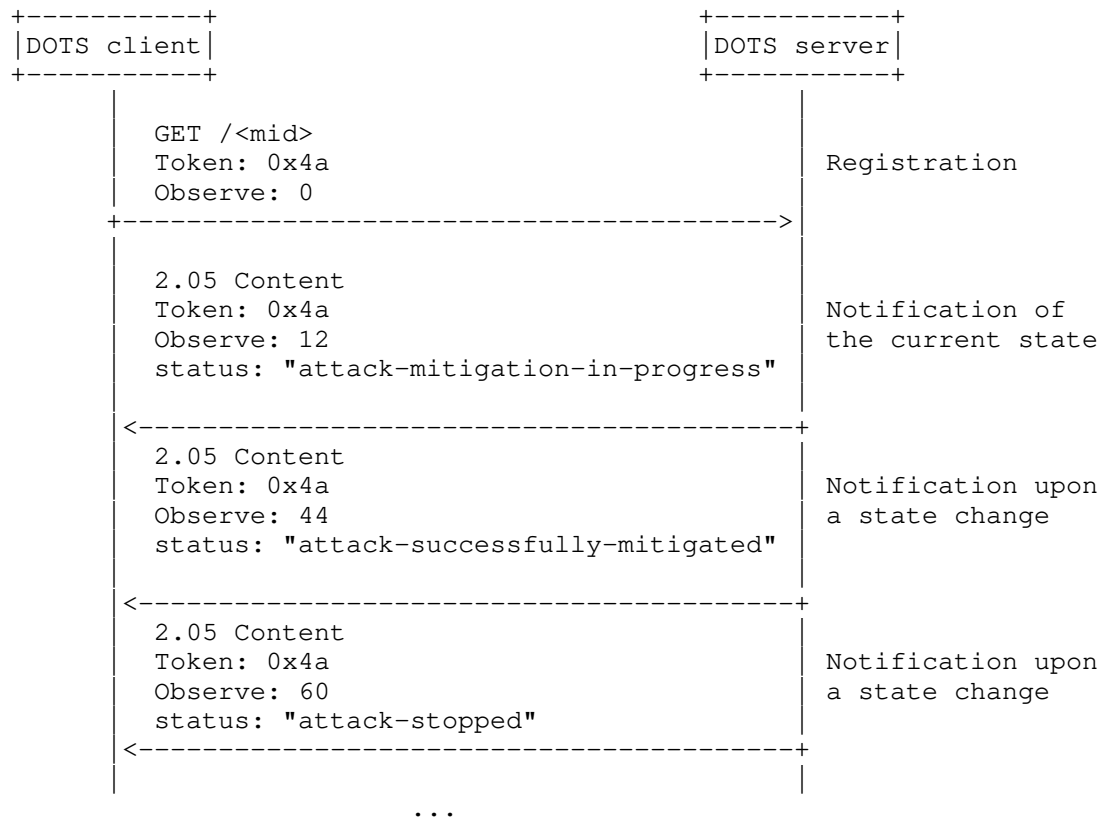 +-----------+                              +-----------+
|DOTS client|                              |DOTS server|
+-----------+                              +-----------+
GET /<mid>
Token: 0x4a Registration
Observe: 0
+----------------------------------------->
2.05 Content
Token: 0x4a Notification of
Observe: 12 the current state
status: "attack-mitigation-in-progress"
<-----------------------------------------+
2.05 Content
Token: 0x4a Notification upon
Observe: 44 a state change
status: "attack-successfully-mitigated"
<-----------------------------------------+
2.05 Content
Token: 0x4a Notification upon
Observe: 60 a state change
status: "attack-stopped"
<-----------------------------------------+
...